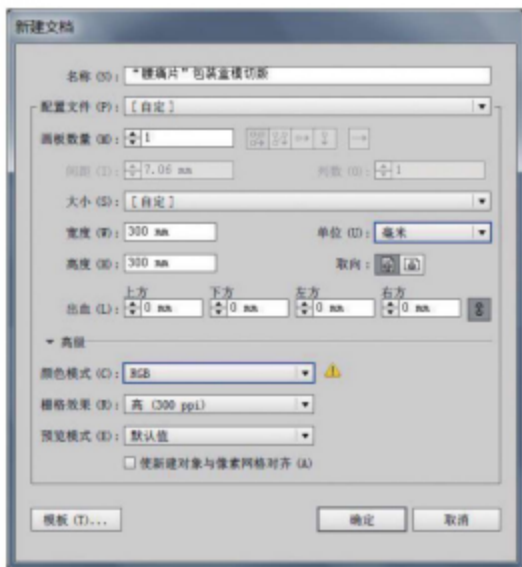 新建文档
名称 (N): “腰痛片”包装盒模切版
配置文件 (P): [自定]
画板数量 (M): 1
间距 (I): 7.06 mm 列数 (O): 1
大小 (S): [自定]
宽度 (W): 300 mm 单位 (U): 毫米
高度 (H): 300 mm 取向:
上方 下方 左方 右方
出血 (L): 0 mm 0 mm 0 mm 0 mm
高级
颜色模式 (C): RGB
栅格效果 (R): 高 (300 ppi)
预览模式 (E): 默认值
使新建对象与像素网格对齐 (A)
模板 (T)... 确定 取消